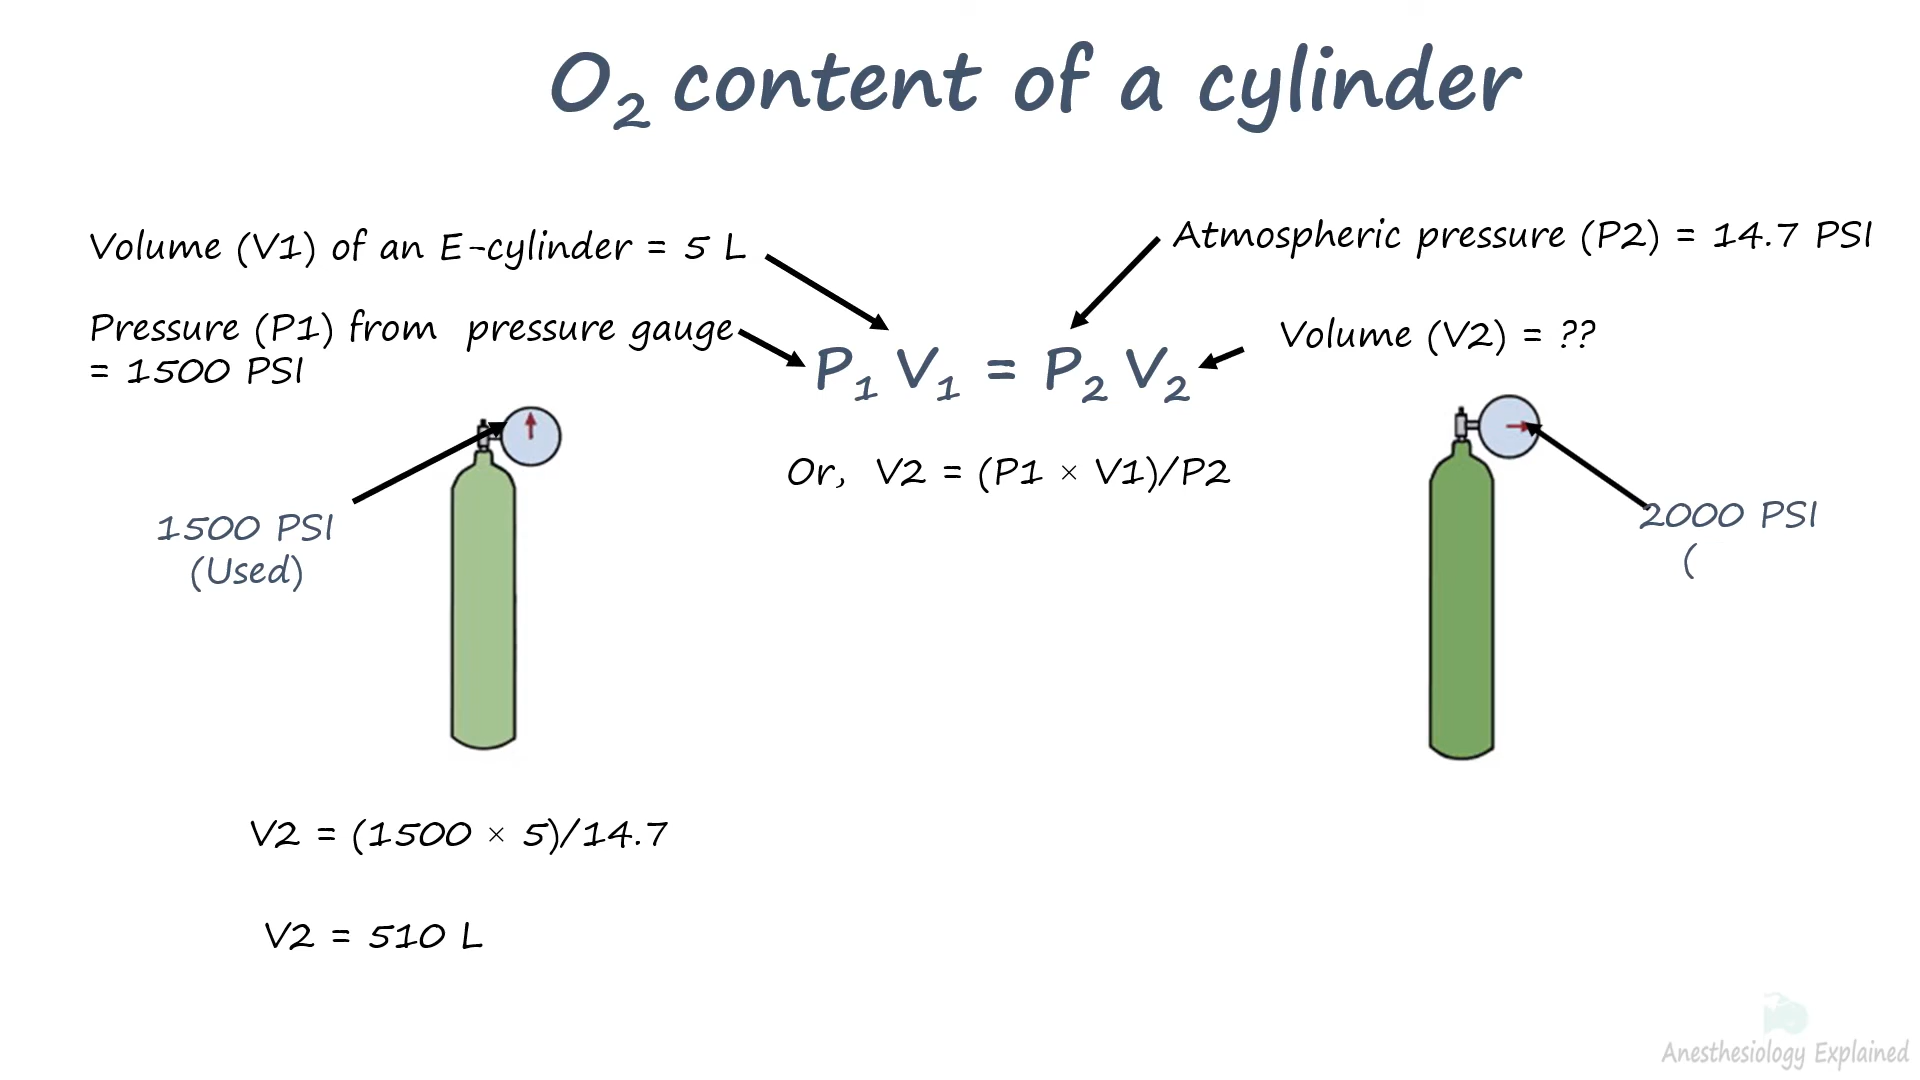 O₂ content of a cylinder
Volume (V1) of an E-cylinder = 5 L
Pressure (P1) from pressure gauge
= 1500 PSI
Atmospheric pressure (P2) = 14.7 PSI
Volume (V2) = ??
P₁ V₁ = P₂ V₂
Or, V2 = (P1 × V1)/P2
1500 PSI
(Used)
2000 PSI
(
V2 = (1500 × 5)/14.7
V2 = 510 L
Anesthesiology Explained